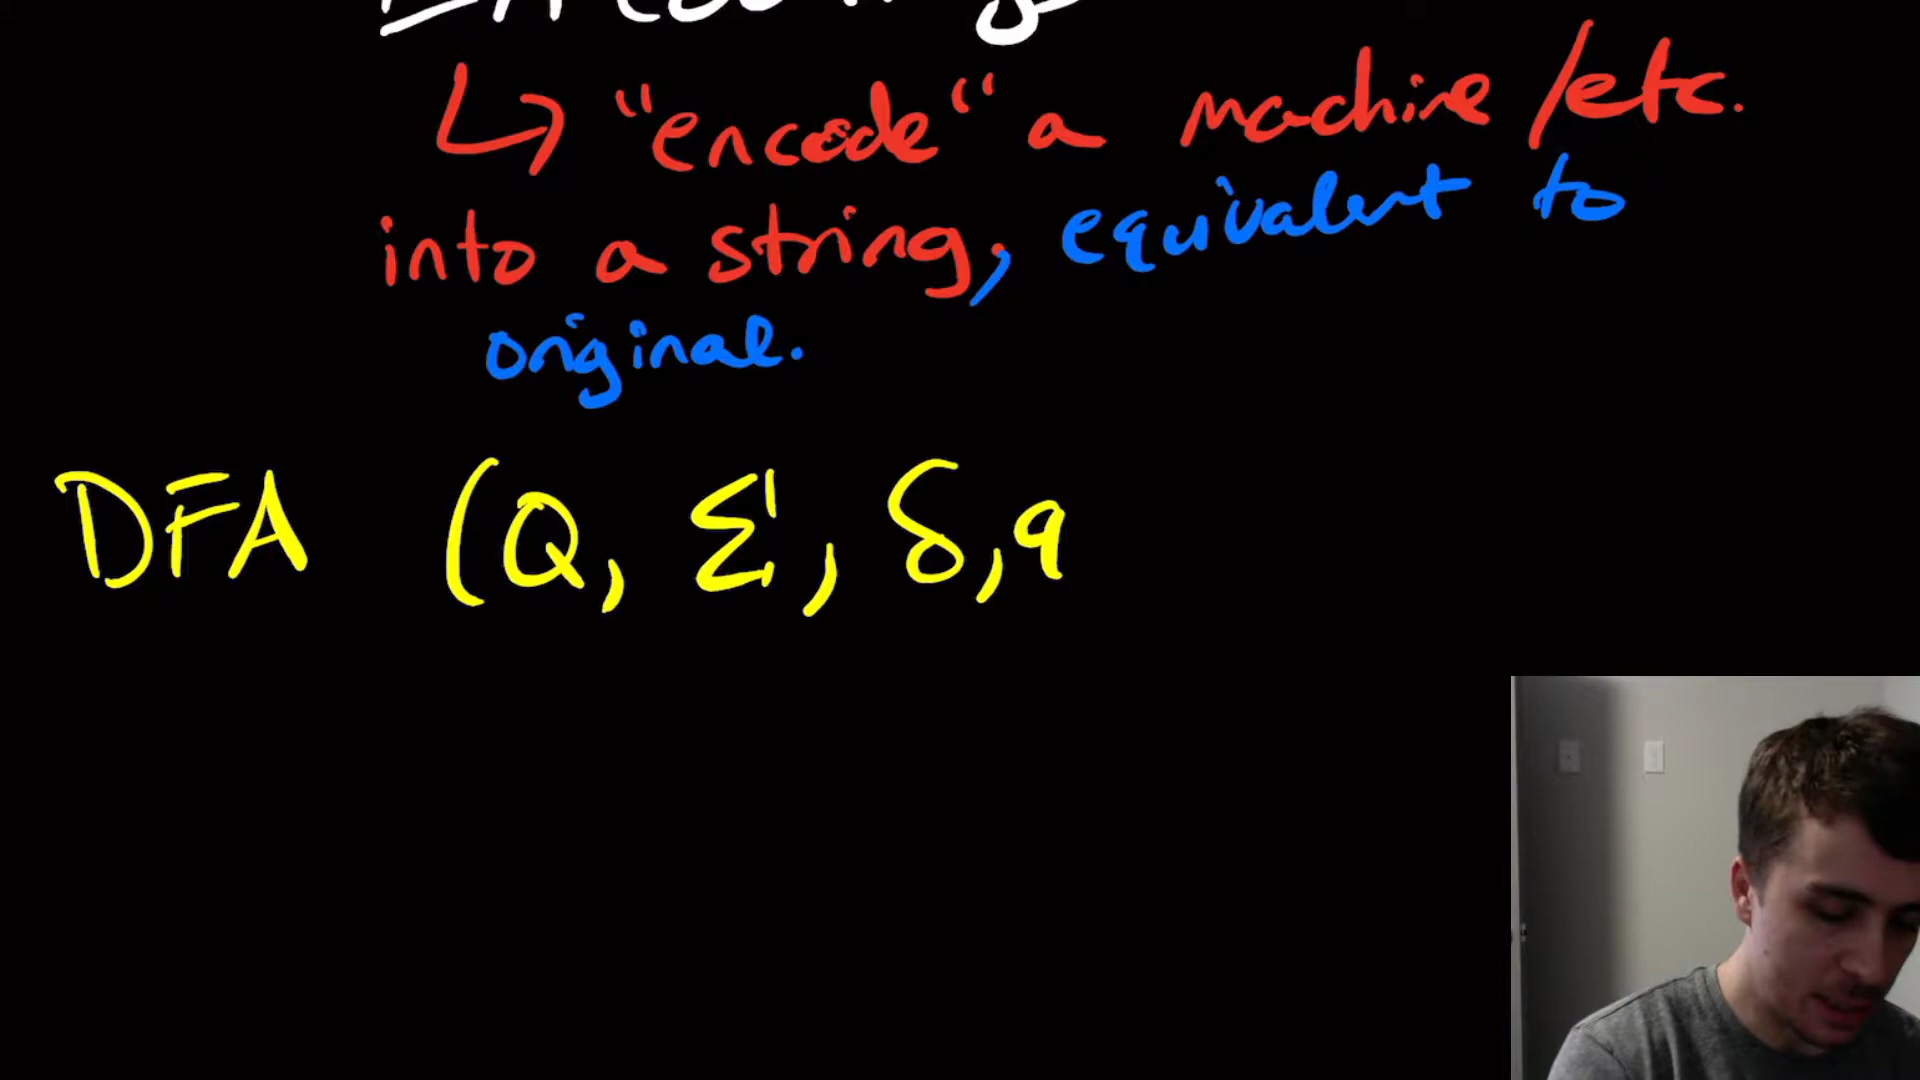 "encode" a machine/etc.
into a string, equivalent to
original.
DFA (Q, Σ, δ, q